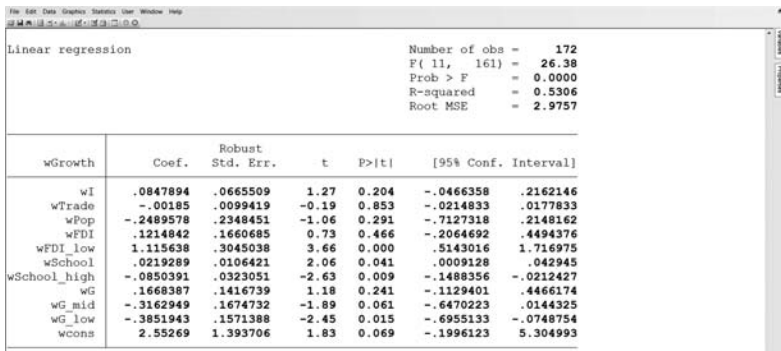 File Edit Data Graphics Statistics User Window Help
Linear regression
Number of obs = 172
F( 11, 161) = 26.38
Prob > F = 0.0000
R-squared = 0.5306
Root MSE = 2.9757
Robust
wGrowth Coef. Std. Err. t P>|t| [95% Conf. Interval]
wI .0847894 .0665509 1.27 0.204 -.0466358 .2162146
wTrade -.00185 .0099419 -0.19 0.853 -.0214833 .0177833
wPop -.2489578 .2348451 -1.06 0.291 -.7127318 .2148162
wFDI .1214842 .1660685 0.73 0.466 -.2064692 .4494376
wFDI_low 1.115638 .3045038 3.66 0.000 .5143016 1.716975
wSchool .0219289 .0106421 2.06 0.041 .0009128 .042945
wSchool_high -.0850391 .0323051 -2.63 0.009 -.1488356 -.0212427
wG .1668387 .1416739 1.18 0.241 -.1129401 .4466174
wG_mid -.3162949 .1674732 -1.89 0.061 -.6470223 .0144325
wG_low -.3851943 .1571388 -2.45 0.015 -.6955133 -.0748754
wcons 2.55269 1.393706 1.83 0.069 -.1996123 5.304993